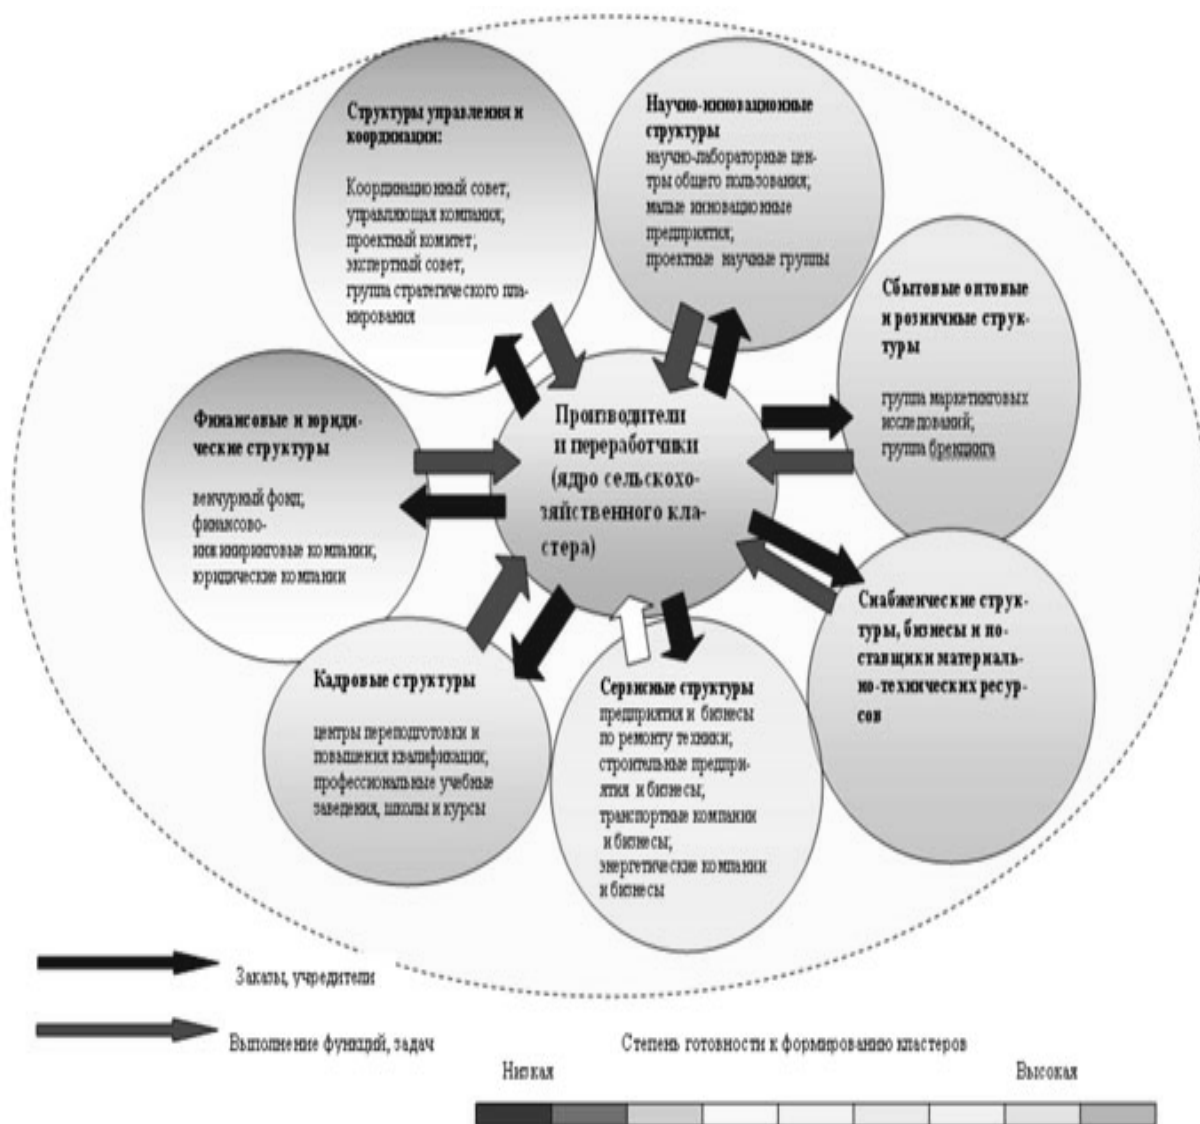 Структуры управления и
координации:
Координационный совет;
управляющая компания;
проектный комитет;
экспертный совет;
группа стратегического пла-
нирования
Научно-инновационные
структуры
научно-лабораторные цен-
тры общего пользования;
малые инновационные
предприятия;
проектные научные группы
Сбытовые оптовые
и розничные струк-
туры
группа маркетинговых
исследований;
группа брендинга
Финансовые и юриди-
ческие структуры
венчурный фонд;
финансово-
инжиниринговые компании;
юридические компании
Производители
и переработчики
(ядро сельскохо-
зяйственного кла-
стера)
Снабженческие струк-
туры, бизнесы и по-
ставщики материаль-
но-технических ресур-
сов
Кадровые структуры
центры переподготовки и
повышения квалификации;
профессиональные учебные
заведения, школы и курсы
Сервисные структуры
предприятия и бизнесы
по ремонту техники;
строительные предпри-
ятия и бизнесы;
транспортные компании
и бизнесы;
энергетические компании
и бизнесы
Заказы, учредители
Выполнение функций, задач
Степень готовности к формированию кластеров
Низкая Высокая